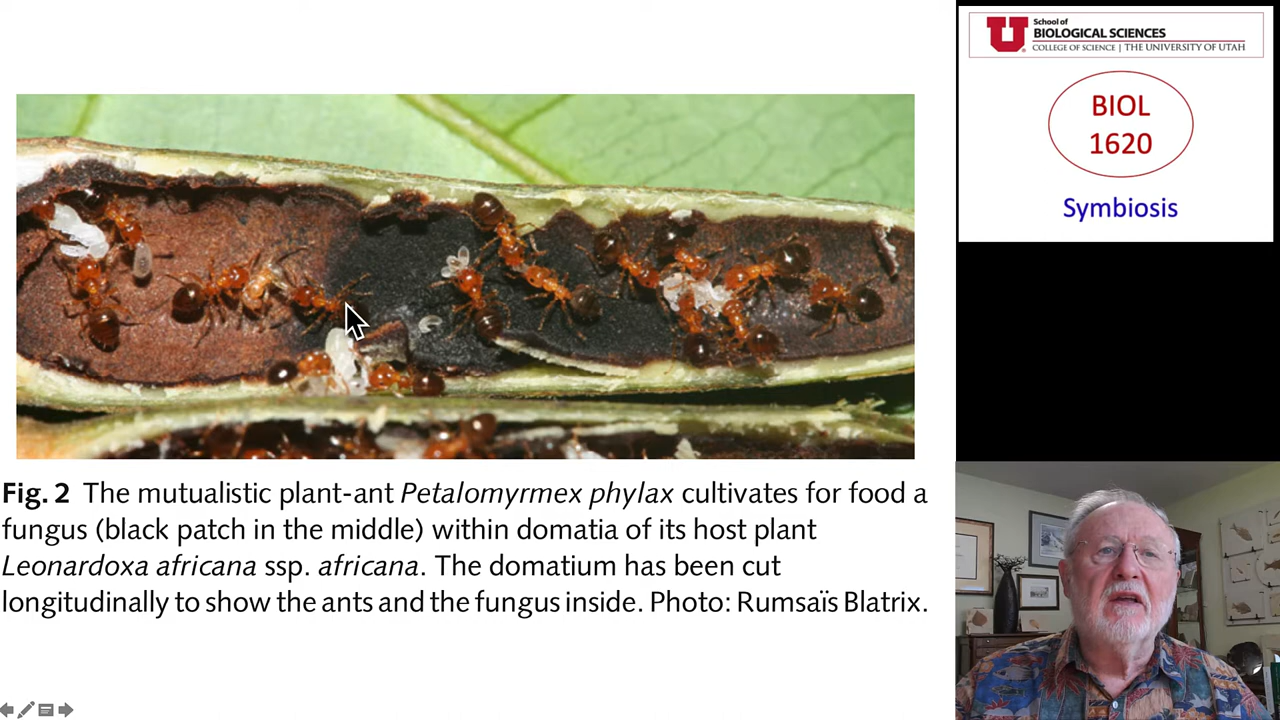 School of
BIOLOGICAL SCIENCES
COLLEGE OF SCIENCE | THE UNIVERSITY OF UTAH
BIOL
1620
Symbiosis
Fig. 2 The mutualistic plant-ant Petalomyrmex phylax cultivates for food a
fungus (black patch in the middle) within domatia of its host plant
Leonardoxa africana ssp. africana. The domatium has been cut
longitudinally to show the ants and the fungus inside. Photo: Rumsaïs Blatrix.